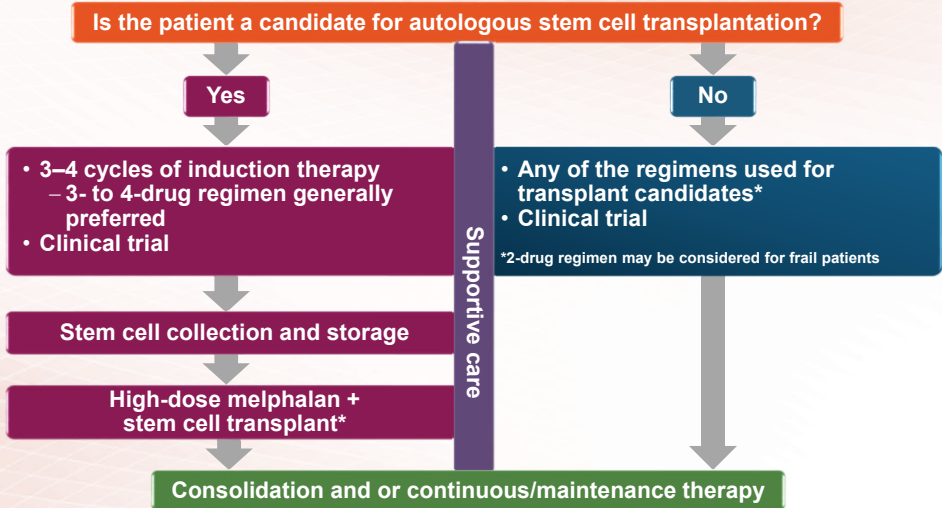 Is the patient a candidate for autologous stem cell transplantation?
Yes
• 3–4 cycles of induction therapy
– 3- to 4-drug regimen generally
preferred
• Clinical trial
Stem cell collection and storage
High-dose melphalan +
stem cell transplant*
Supportive care
No
• Any of the regimens used for
transplant candidates*
• Clinical trial
*2-drug regimen may be considered for frail patients
Consolidation and or continuous/maintenance therapy